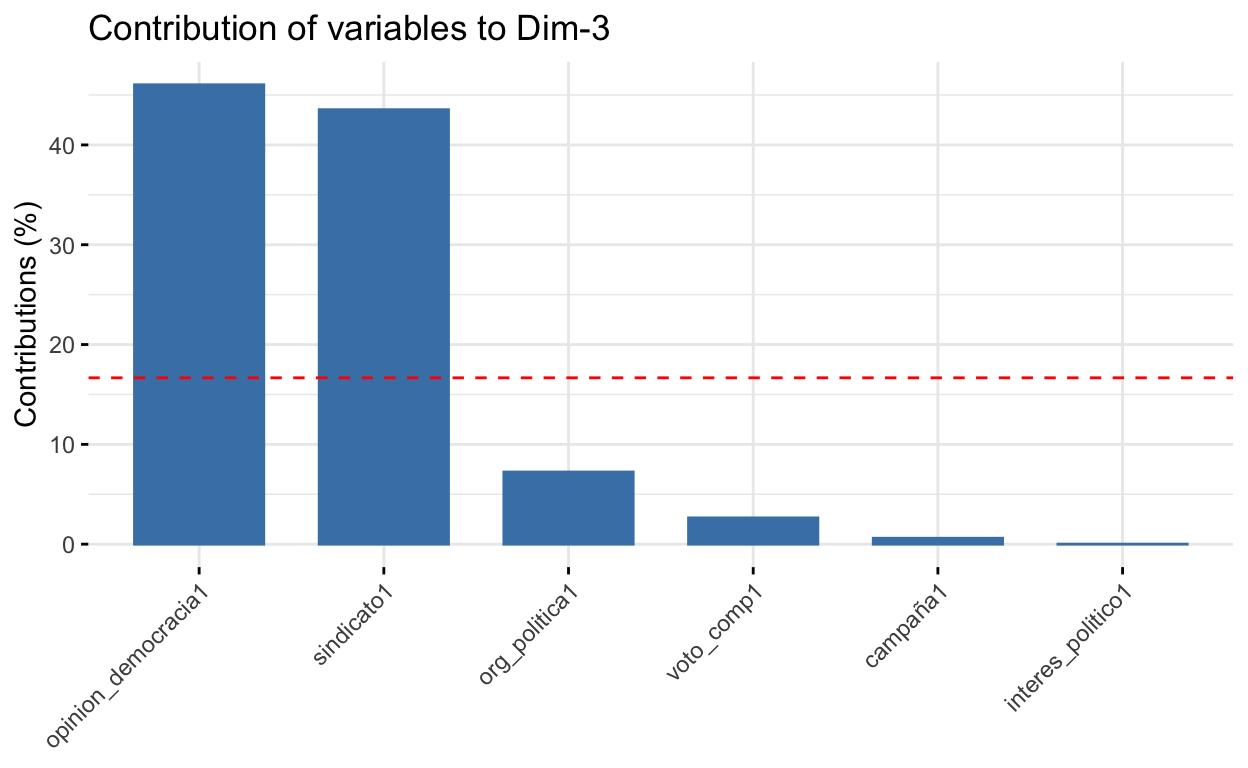 Contribution of variables to Dim-3
Contributions (%)
40
30
20
10
0
opinion_democracia1
sindicato1
org_politica1
voto_comp1
campaña1
interes_politico1